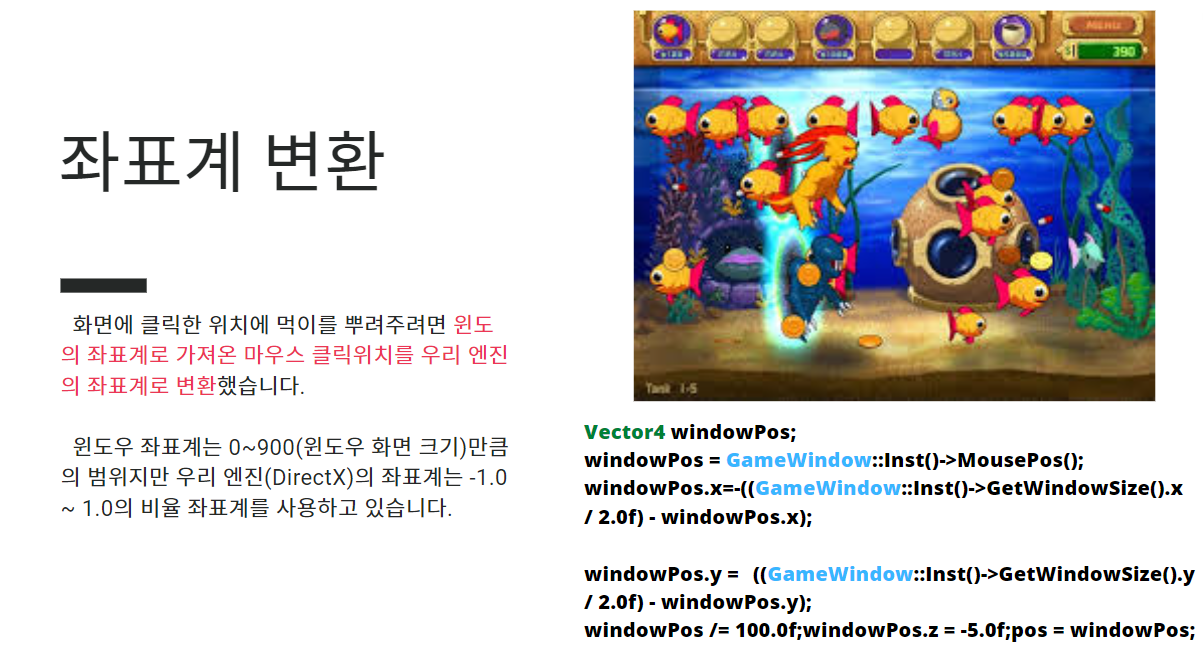 좌표계 변환
화면에 클릭한 위치에 먹이를 뿌려주려면 윈도
의 좌표계로 가져온 마우스 클릭위치를 우리 엔진
의 좌표계로 변환했습니다.
윈도우 좌표계는 0~900(윈도우 화면 크기)만큼
의 범위지만 우리 엔진(DirectX)의 좌표계는 -1.0
~ 1.0의 비율 좌표계를 사용하고 있습니다.
MENU
$
390
Tank 1-5
Vector4 windowPos;
windowPos = GameWindow::Inst()->MousePos();
windowPos.x=-((GameWindow::Inst()->GetWindowSize().x
/ 2.0f) - windowPos.x);
windowPos.y = ((GameWindow::Inst()->GetWindowSize().y
/ 2.0f) - windowPos.y);
windowPos /= 100.0f;windowPos.z = -5.0f;pos = windowPos;